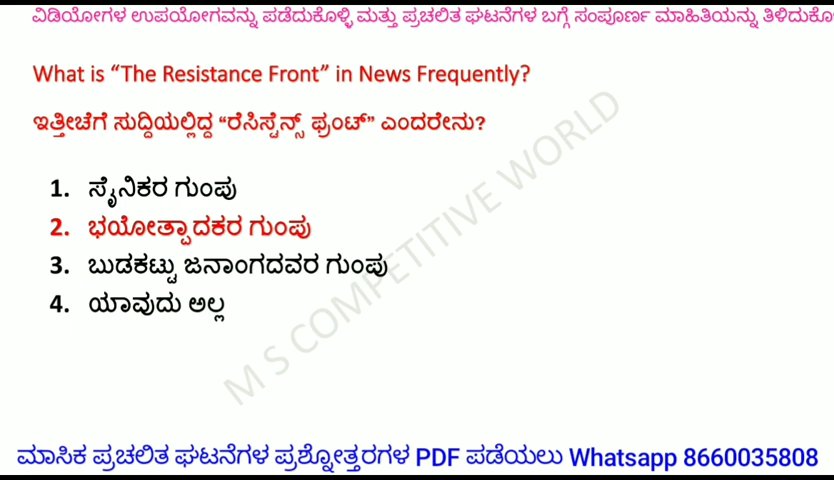 ವಿಡಿಯೋಗಳ ಉಪಯೋಗವನ್ನು ಪಡೆದುಕೊಳ್ಳಿ ಮತ್ತು ಪ್ರಚಲಿತ ಘಟನೆಗಳ ಬಗ್ಗೆ ಸಂಪೂರ್ಣ ಮಾಹಿತಿಯನ್ನು ತಿಳಿದುಕೊ
What is “The Resistance Front” in News Frequently?
ಇತ್ತೀಚೆಗೆ ಸುದ್ದಿಯಲ್ಲಿದ್ದ “ರೆಸಿಸ್ಟೆನ್ಸ್ ಫ್ರಂಟ್” ಎಂದರೇನು?
1. ಸೈನಿಕರ ಗುಂಪು
2. ಭಯೋತ್ಪಾದಕರ ಗುಂಪು
3. ಬುಡಕಟ್ಟು ಜನಾಂಗದವರ ಗುಂಪು
4. ಯಾವುದು ಅಲ್ಲ
M S COMPETITIVE WORLD
ಮಾಸಿಕ ಪ್ರಚಲಿತ ಘಟನೆಗಳ ಪ್ರಶ್ನೋತ್ತರಗಳ PDF ಪಡೆಯಲು Whatsapp 8660035808